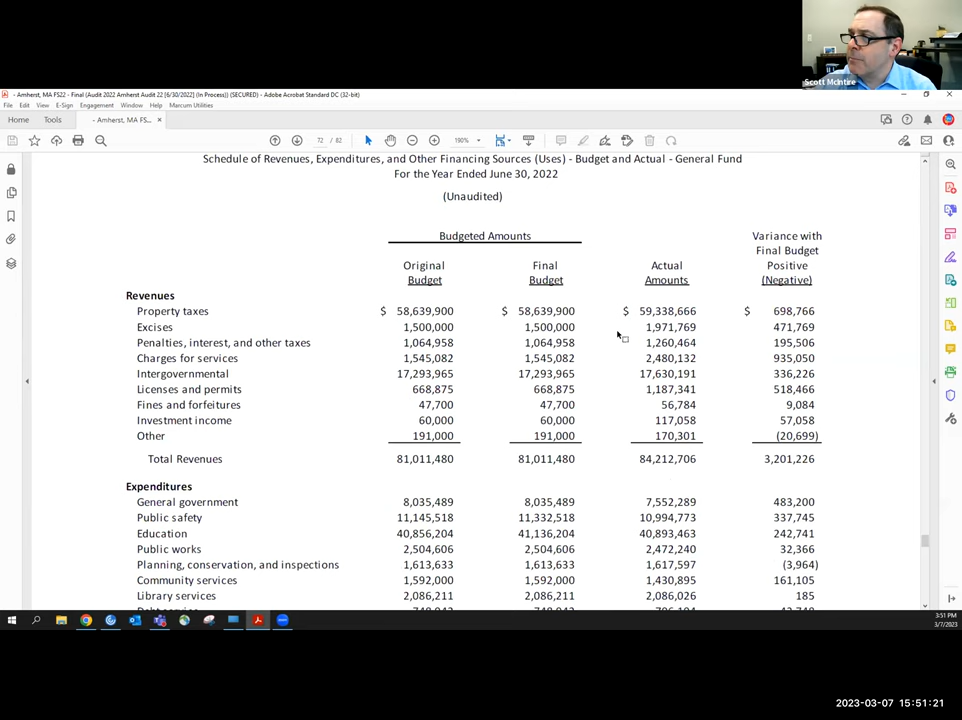 Scott McIntire
- Amherst, MA FS22 - Final (Audit 2022 Amherst Audit 22 [6/30/2022] (In Process)) (SECURED) - Adobe Acrobat Standard DC (32-bit)
File Edit View E-Sign Engagement Window Help Marcum Utilities
Home Tools - Amherst, MA FS...
72 / 82 190%
Schedule of Revenues, Expenditures, and Other Financing Sources (Uses) - Budget and Actual - General Fund
For the Year Ended June 30, 2022
(Unaudited)
Budgeted Amounts Variance with
Final Budget
Original Final Actual Positive
Budget Budget Amounts (Negative)
Revenues
Property taxes $ 58,639,900 $ 58,639,900 $ 59,338,666 $ 698,766
Excises 1,500,000 1,500,000 1,971,769 471,769
Penalties, interest, and other taxes 1,064,958 1,064,958 1,260,464 195,506
Charges for services 1,545,082 1,545,082 2,480,132 935,050
Intergovernmental 17,293,965 17,293,965 17,630,191 336,226
Licenses and permits 668,875 668,875 1,187,341 518,466
Fines and forfeitures 47,700 47,700 56,784 9,084
Investment income 60,000 60,000 117,058 57,058
Other 191,000 191,000 170,301 (20,699)
Total Revenues 81,011,480 81,011,480 84,212,706 3,201,226
Expenditures
General government 8,035,489 8,035,489 7,552,289 483,200
Public safety 11,145,518 11,332,518 10,994,773 337,745
Education 40,856,204 41,136,204 40,893,463 242,741
Public works 2,504,606 2,504,606 2,472,240 32,366
Planning, conservation, and inspections 1,613,633 1,613,633 1,617,597 (3,964)
Community services 1,592,000 1,592,000 1,430,895 161,105
Library services 2,086,211 2,086,211 2,086,026 185
3:51 PM
3/7/2023
2023-03-07 15:51:21